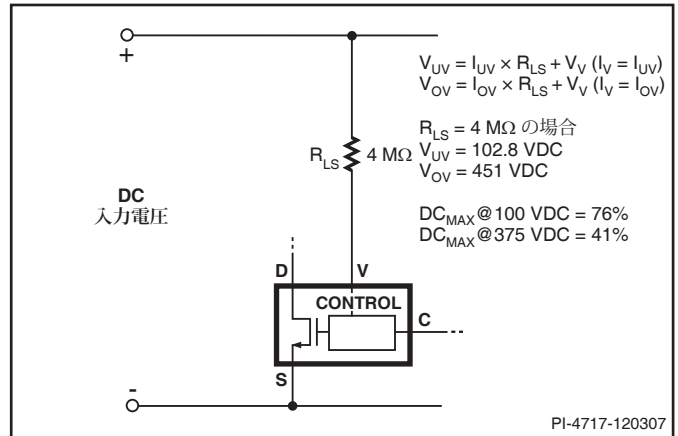 +
V_UV = I_UV × R_LS + V_V (I_V = I_UV)
V_OV = I_OV × R_LS + V_V (I_V = I_OV)
R_LS = 4 MΩ の場合
V_UV = 102.8 VDC
V_OV = 451 VDC
R_LS 4 MΩ
DC
入力電圧
DC_MAX@100 VDC = 76%
DC_MAX@375 VDC = 41%
D V
CONTROL
C
S
-
PI-4717-120307